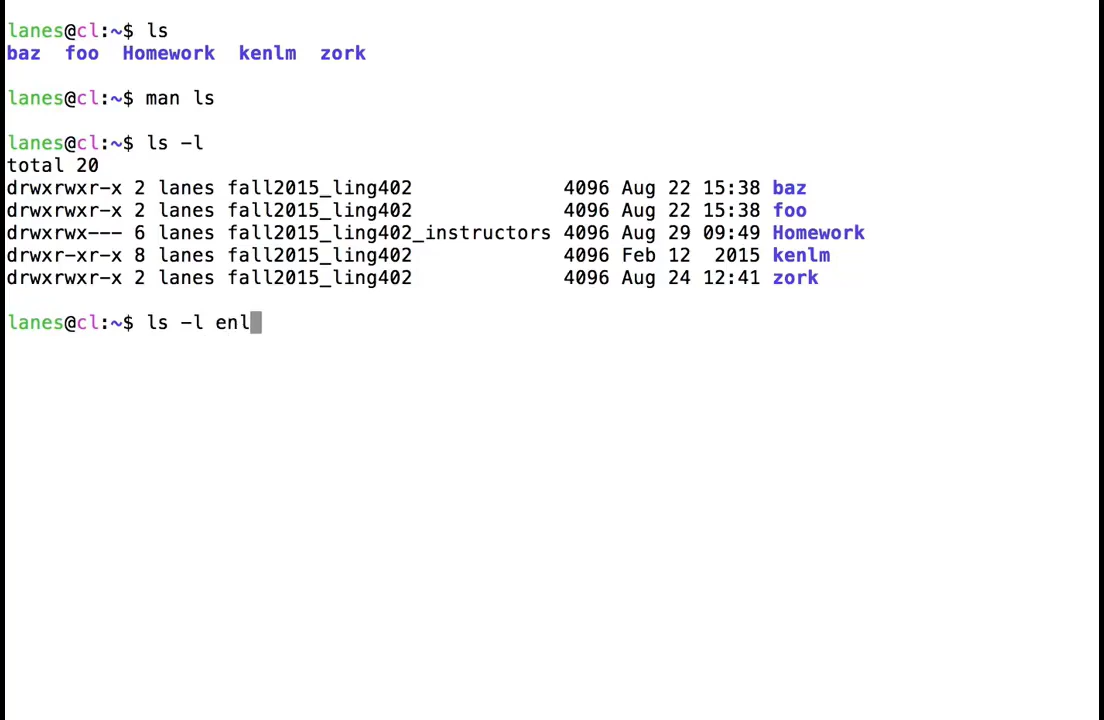 lanes@cl:~$ ls
baz  foo  Homework  kenlm  zork
lanes@cl:~$ man ls
lanes@cl:~$ ls -l
total 20
drwxrwxr-x 2 lanes fall2015_ling402             4096 Aug 22 15:38 baz
drwxrwxr-x 2 lanes fall2015_ling402             4096 Aug 22 15:38 foo
drwxrwx--- 6 lanes fall2015_ling402_instructors 4096 Aug 29 09:49 Homework
drwxr-xr-x 8 lanes fall2015_ling402             4096 Feb 12  2015 kenlm
drwxrwxr-x 2 lanes fall2015_ling402             4096 Aug 24 12:41 zork
lanes@cl:~$ ls -l enl